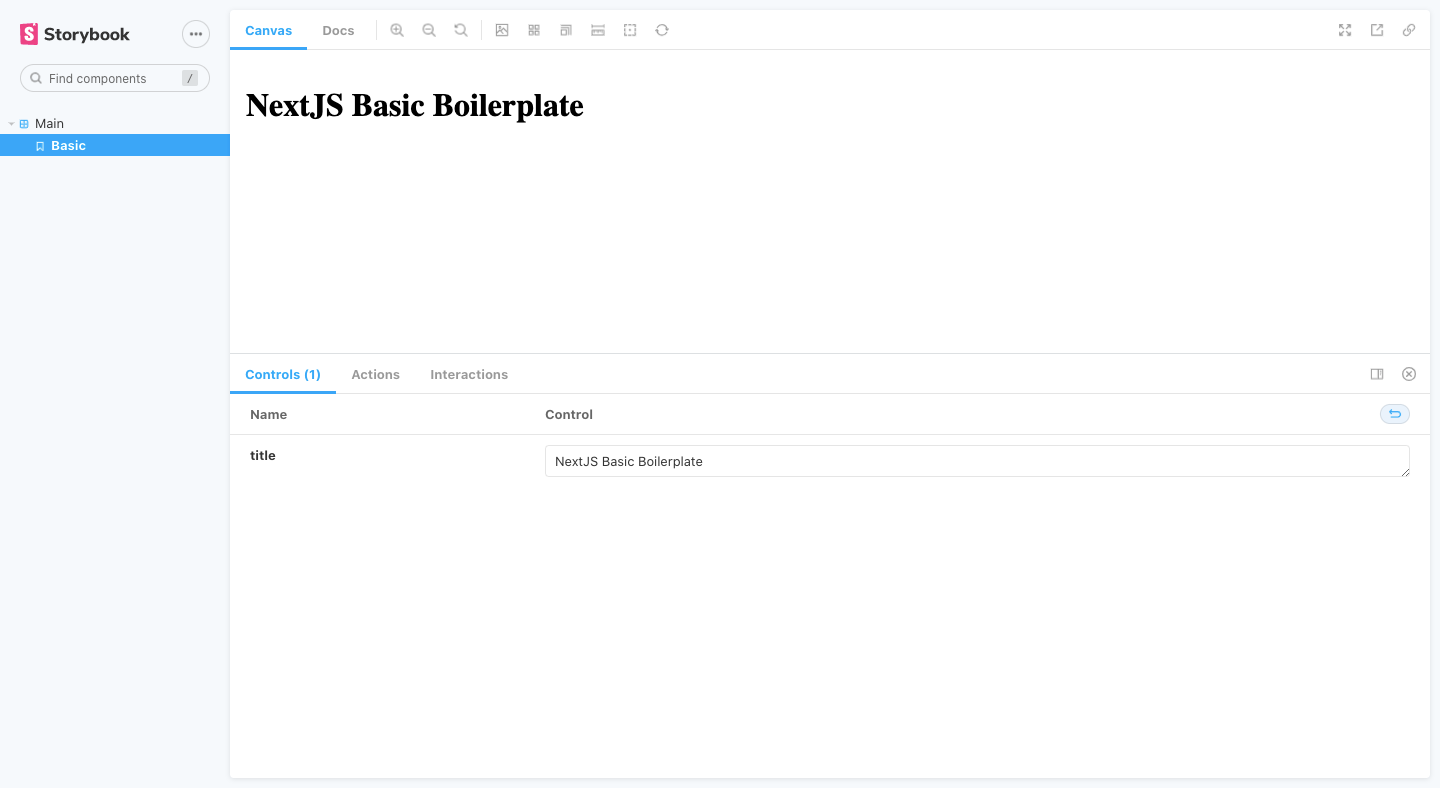 Storybook
Find components
/
Main
Basic
Canvas
Docs
NextJS Basic Boilerplate
Controls (1)
Actions
Interactions
Name
Control
title
NextJS Basic Boilerplate